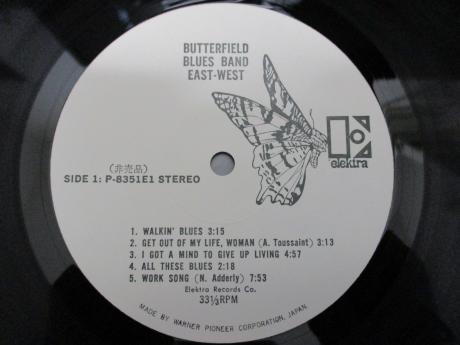 BUTTERFIELD
BLUES BAND
EAST-WEST
elektra
(非売品)
SIDE 1: P-8351E1 STEREO
1. WALKIN' BLUES 3:15
2. GET OUT OF MY LIFE, WOMAN (A. Toussaint) 3:13
3. I GOT A MIND TO GIVE UP LIVING 4:57
4. ALL THESE BLUES 2:18
5. WORK SONG (N. Adderly) 7:53
Elektra Records Co.
33⅓RPM
MADE BY WARNER PIONEER CORPORATION, JAPAN.